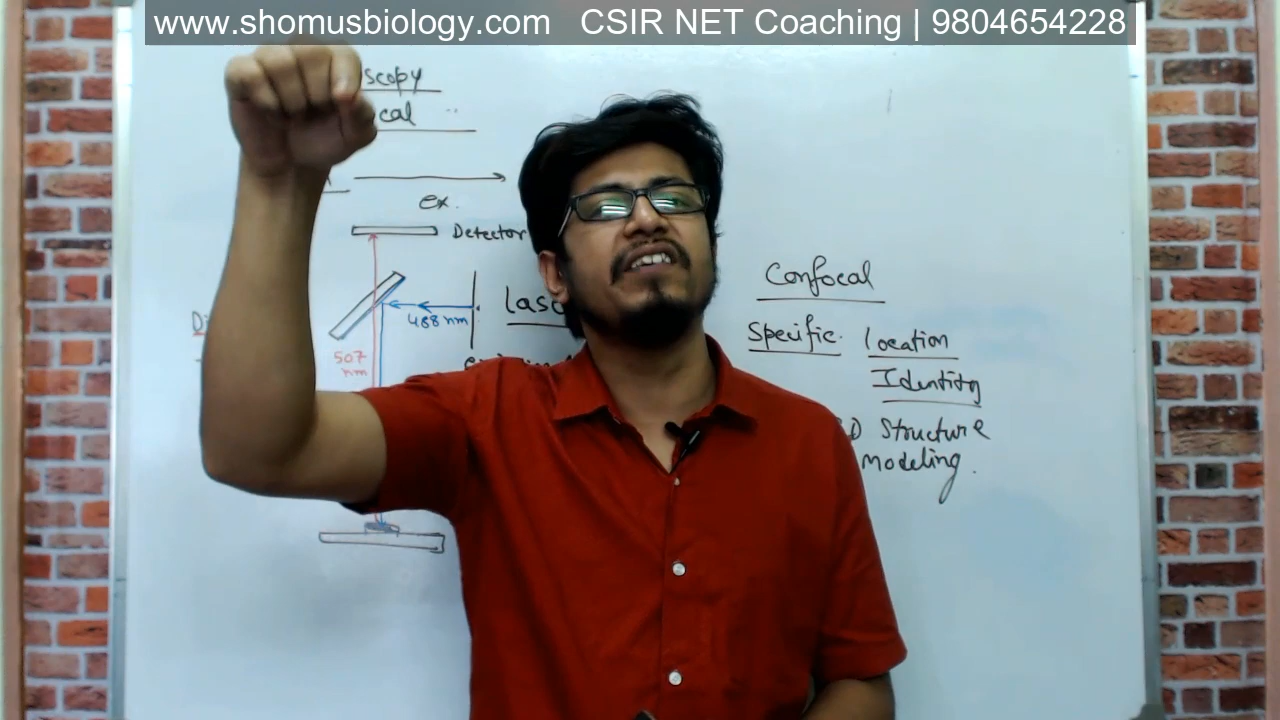 www.shomusbiology.com CSIR NET Coaching | 9804654228
scopy
cal
ex.
Detector
488 nm
507
nm
Confocal
Specific. location
Identity
D Structure
modeling.